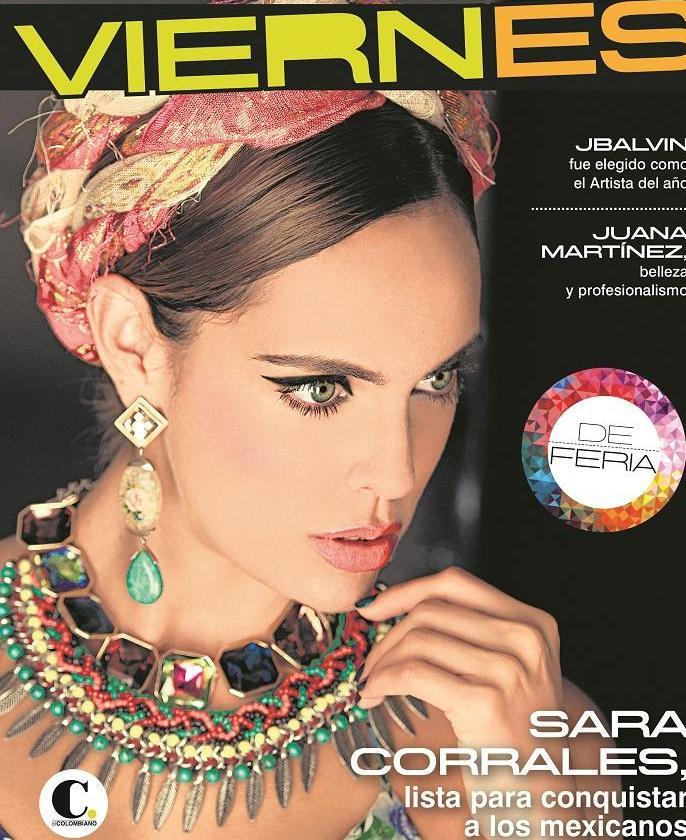 VIERNES
JBALVIN
fue elegido como
el Artista del año
JUANA
MARTÍNEZ,
belleza
y profesionalismo
DE
FERIA
SARA
CORRALES,
lista para conquistar
a los mexicanos
C.
elCOLOMBIANO